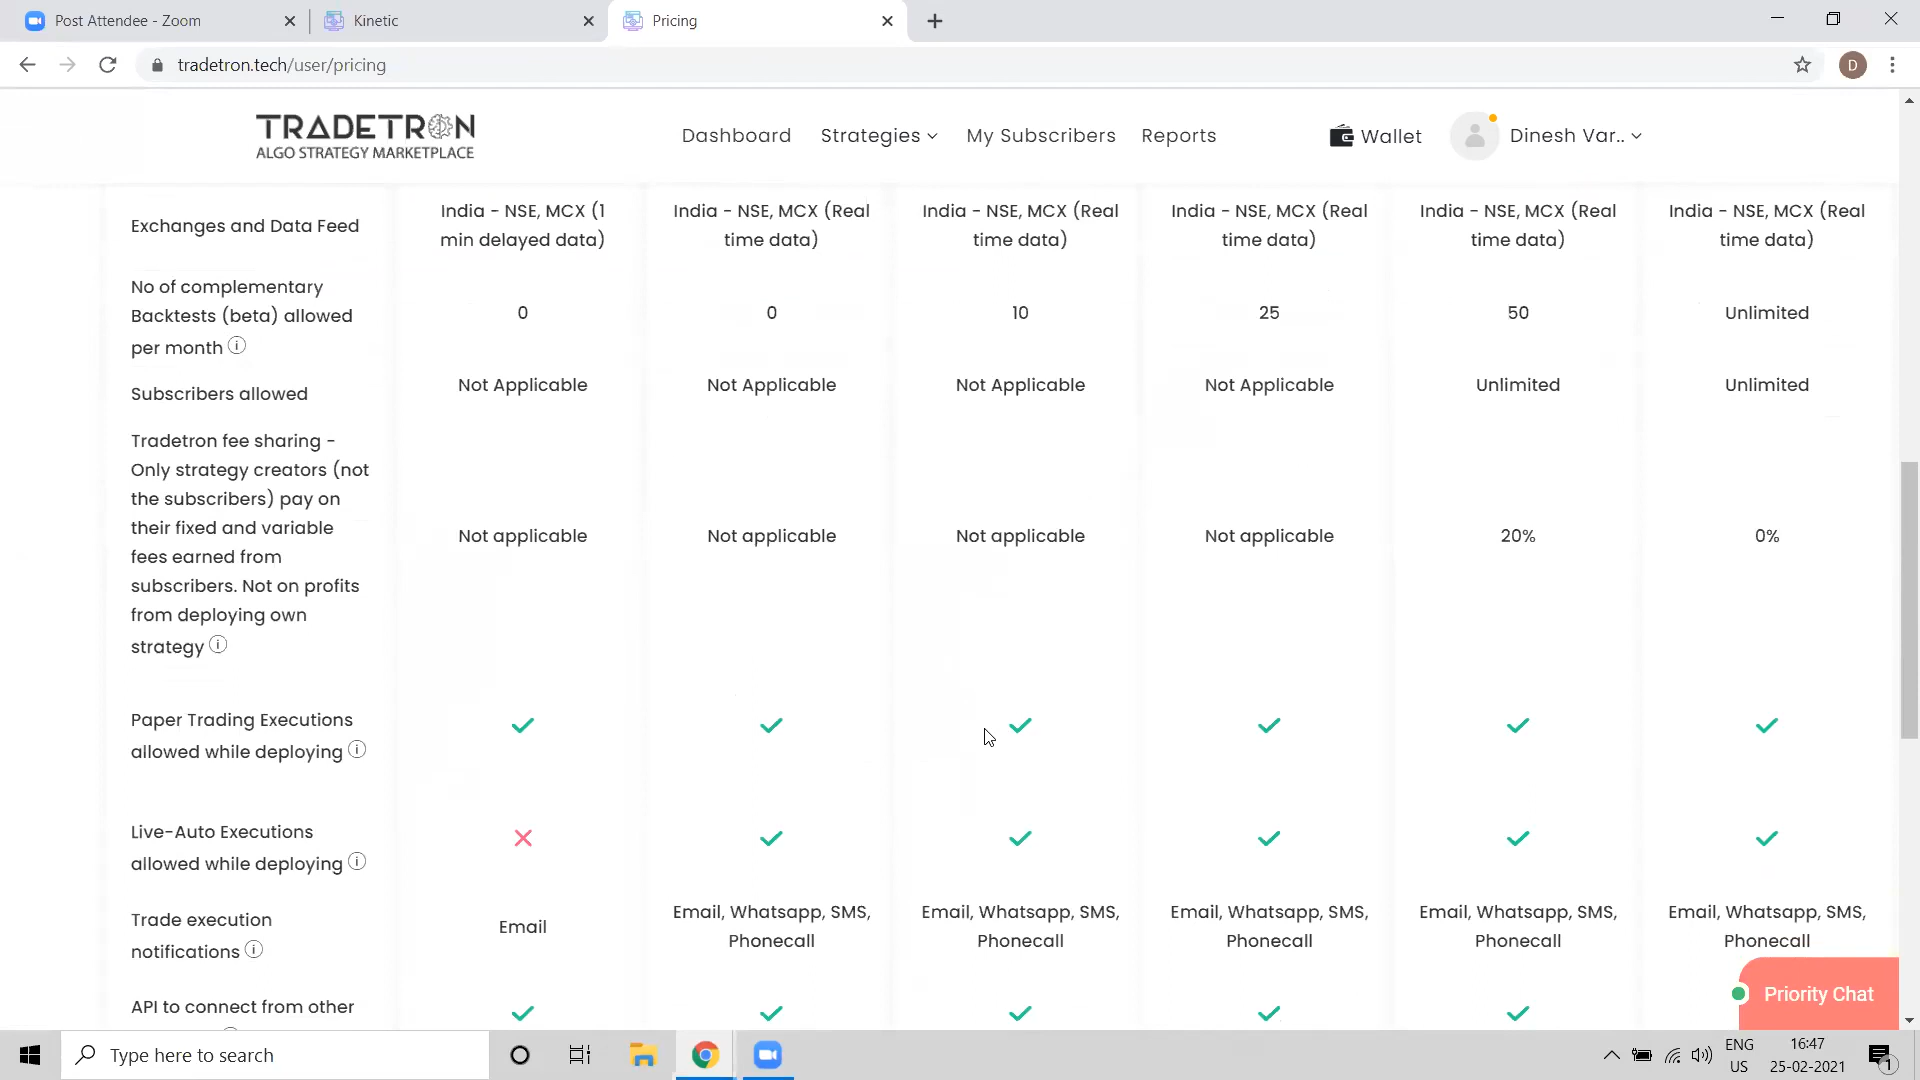 Post Attendee - Zoom
Kinetic
Pricing
tradetron.tech/user/pricing
D
TRADETRON
ALGO STRATEGY MARKETPLACE
Dashboard
Strategies
My Subscribers
Reports
Wallet
Dinesh Var..
Exchanges and Data Feed
India - NSE, MCX (1
min delayed data)
India - NSE, MCX (Real
time data)
India - NSE, MCX (Real
time data)
India - NSE, MCX (Real
time data)
India - NSE, MCX (Real
time data)
India - NSE, MCX (Real
time data)
No of complementary
Backtests (beta) allowed
per month
0
0
10
25
50
Unlimited
Subscribers allowed
Not Applicable
Not Applicable
Not Applicable
Not Applicable
Unlimited
Unlimited
Tradetron fee sharing -
Only strategy creators (not
the subscribers) pay on
their fixed and variable
fees earned from
subscribers. Not on profits
from deploying own
strategy
Not applicable
Not applicable
Not applicable
Not applicable
20%
0%
Paper Trading Executions
allowed while deploying
Live-Auto Executions
allowed while deploying
Trade execution
notifications
Email
Email, Whatsapp, SMS,
Phonecall
Email, Whatsapp, SMS,
Phonecall
Email, Whatsapp, SMS,
Phonecall
Email, Whatsapp, SMS,
Phonecall
Email, Whatsapp, SMS,
Phonecall
API to connect from other
Priority Chat
Type here to search
ENG
US
16:47
25-02-2021
1